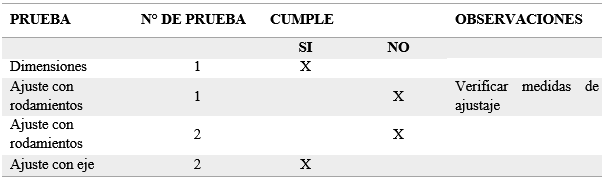 PRUEBA N° DE PRUEBA CUMPLE OBSERVACIONES
SI NO
Dimensiones 1 X
Ajuste con rodamientos 1 X Verificar medidas de ajustaje
Ajuste con rodamientos 2 X
Ajuste con eje 2 X